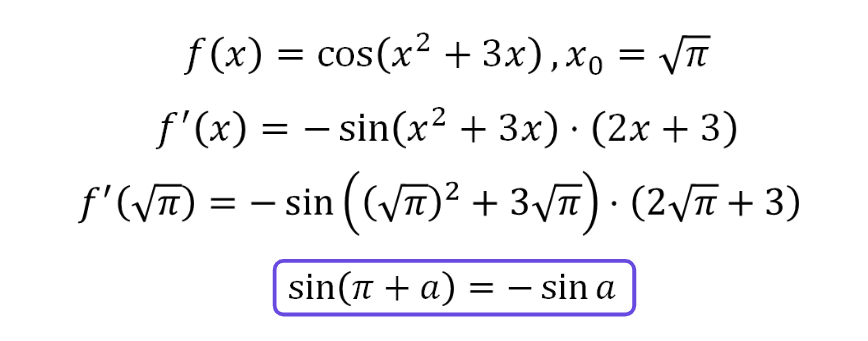 f(x) = cos(x² + 3x) , x₀ = √π
f′(x) = − sin(x² + 3x) · (2x + 3)
f′(√π) = − sin((√π)² + 3√π) · (2√π + 3)
sin(π + a) = − sin a